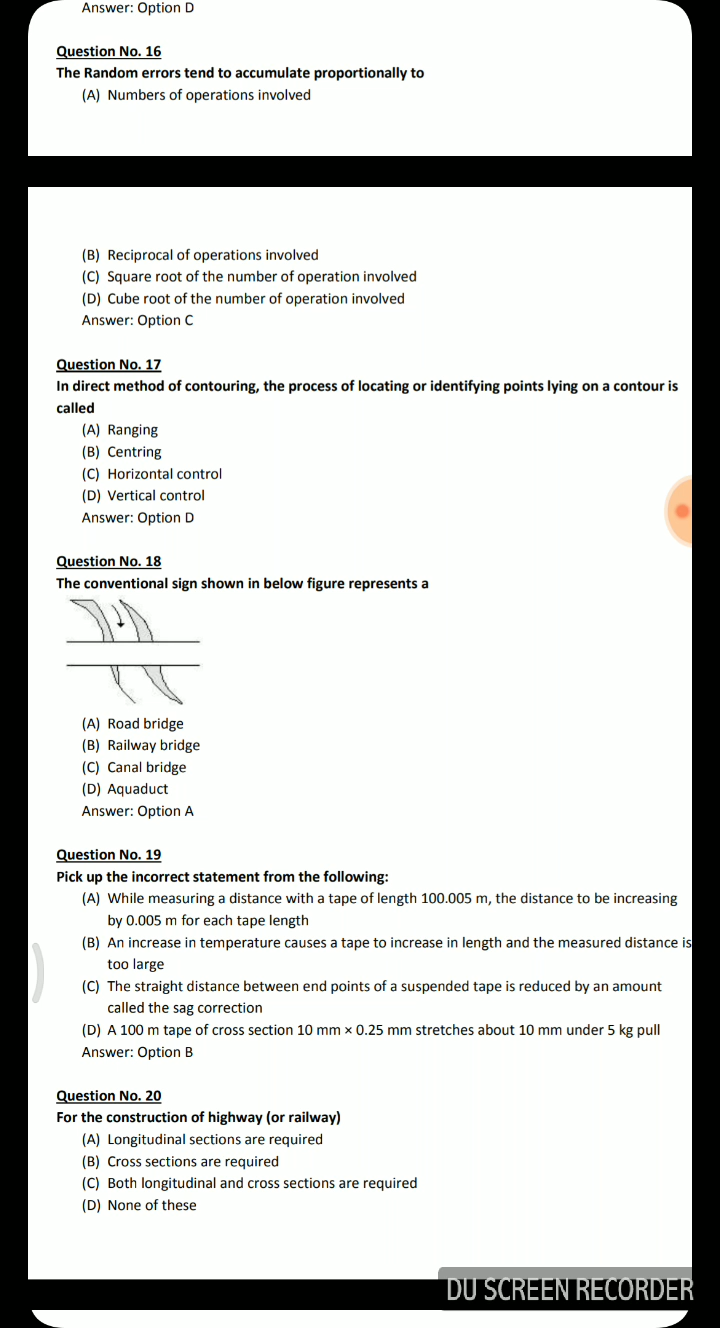 Answer: Option D
Question No. 16
The Random errors tend to accumulate proportionally to
(A) Numbers of operations involved
(B) Reciprocal of operations involved
(C) Square root of the number of operation involved
(D) Cube root of the number of operation involved
Answer: Option C
Question No. 17
In direct method of contouring, the process of locating or identifying points lying on a contour is
called
(A) Ranging
(B) Centring
(C) Horizontal control
(D) Vertical control
Answer: Option D
Question No. 18
The conventional sign shown in below figure represents a
(A) Road bridge
(B) Railway bridge
(C) Canal bridge
(D) Aquaduct
Answer: Option A
Question No. 19
Pick up the incorrect statement from the following:
(A) While measuring a distance with a tape of length 100.005 m, the distance to be increasing
by 0.005 m for each tape length
(B) An increase in temperature causes a tape to increase in length and the measured distance is
too large
(C) The straight distance between end points of a suspended tape is reduced by an amount
called the sag correction
(D) A 100 m tape of cross section 10 mm × 0.25 mm stretches about 10 mm under 5 kg pull
Answer: Option B
Question No. 20
For the construction of highway (or railway)
(A) Longitudinal sections are required
(B) Cross sections are required
(C) Both longitudinal and cross sections are required
(D) None of these
DU SCREEN RECORDER